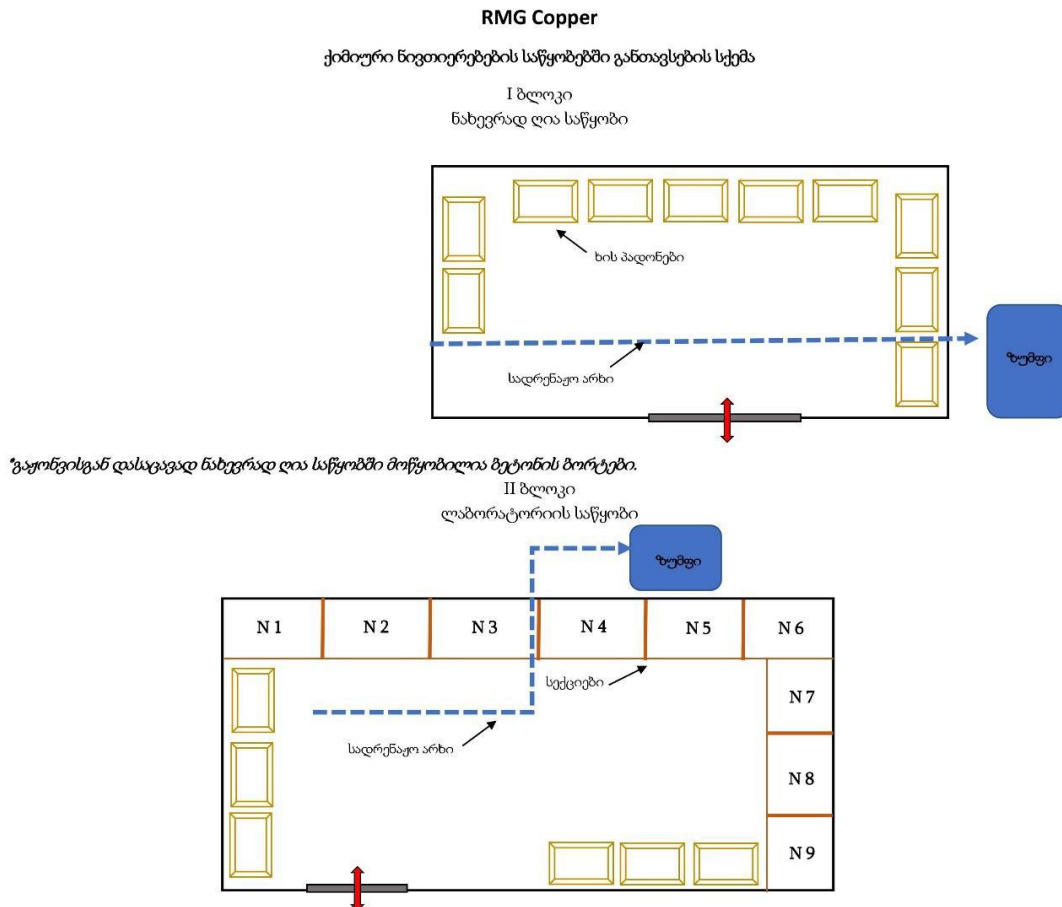 RMG Copper
ქიმიური ნივთიერებების საწყობებში განთავსების სქემა
I ბლოკი
ნახევრად ღია საწყობი
ხის პადონები
სადრენაჟო არხი
ზუმფი
*გაჟონვისგან დასაცავად ნახევრად ღია საწყობში მოწყობილია ბეტონის ბორტები.
II ბლოკი
ლაბორატორიის საწყობი
ზუმფი
N 1 N 2 N 3 N 4 N 5 N 6
სექციები
N 7
სადრენაჟო არხი
N 8
N 9